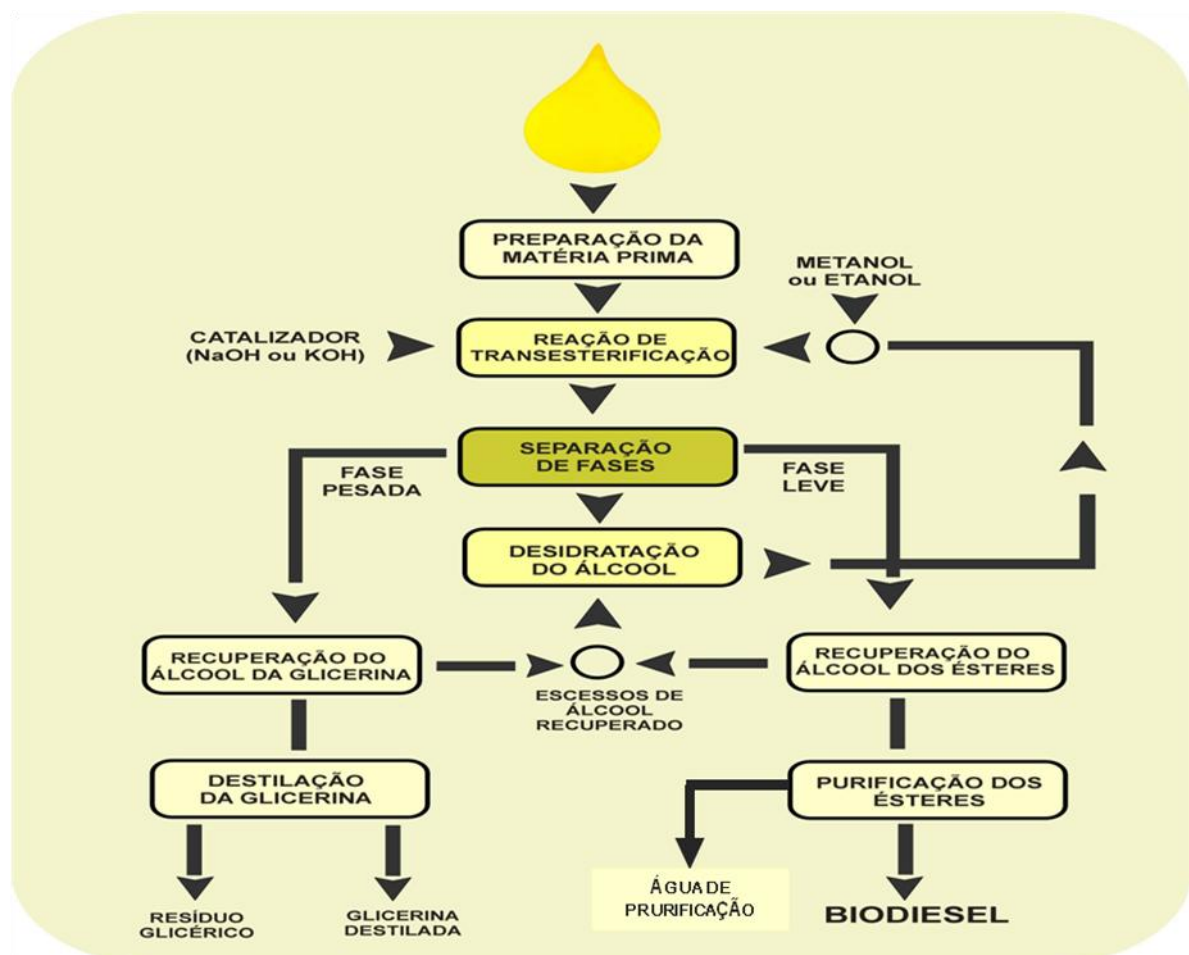 PREPARAÇÃO DA
MATÉRIA PRIMA
METANOL
ou ETANOL
CATALIZADOR
(NaOH ou KOH)
REAÇÃO DE
TRANSESTERIFICAÇÃO
SEPARAÇÃO
DE FASES
FASE
PESADA
FASE
LEVE
DESIDRATAÇÃO
DO ÁLCOOL
RECUPERAÇÃO DO
ÁLCOOL DA GLICERINA
RECUPERAÇÃO DO
ÁLCOOL DOS ÉSTERES
ESCESSOS DE
ÁLCOOL
RECUPERADO
DESTILAÇÃO
DA GLICERINA
PURIFICAÇÃO DOS
ÉSTERES
RESÍDUO
GLICÉRICO
GLICERINA
DESTILADA
ÁGUA DE
PRURIFICAÇÃO
BIODIESEL